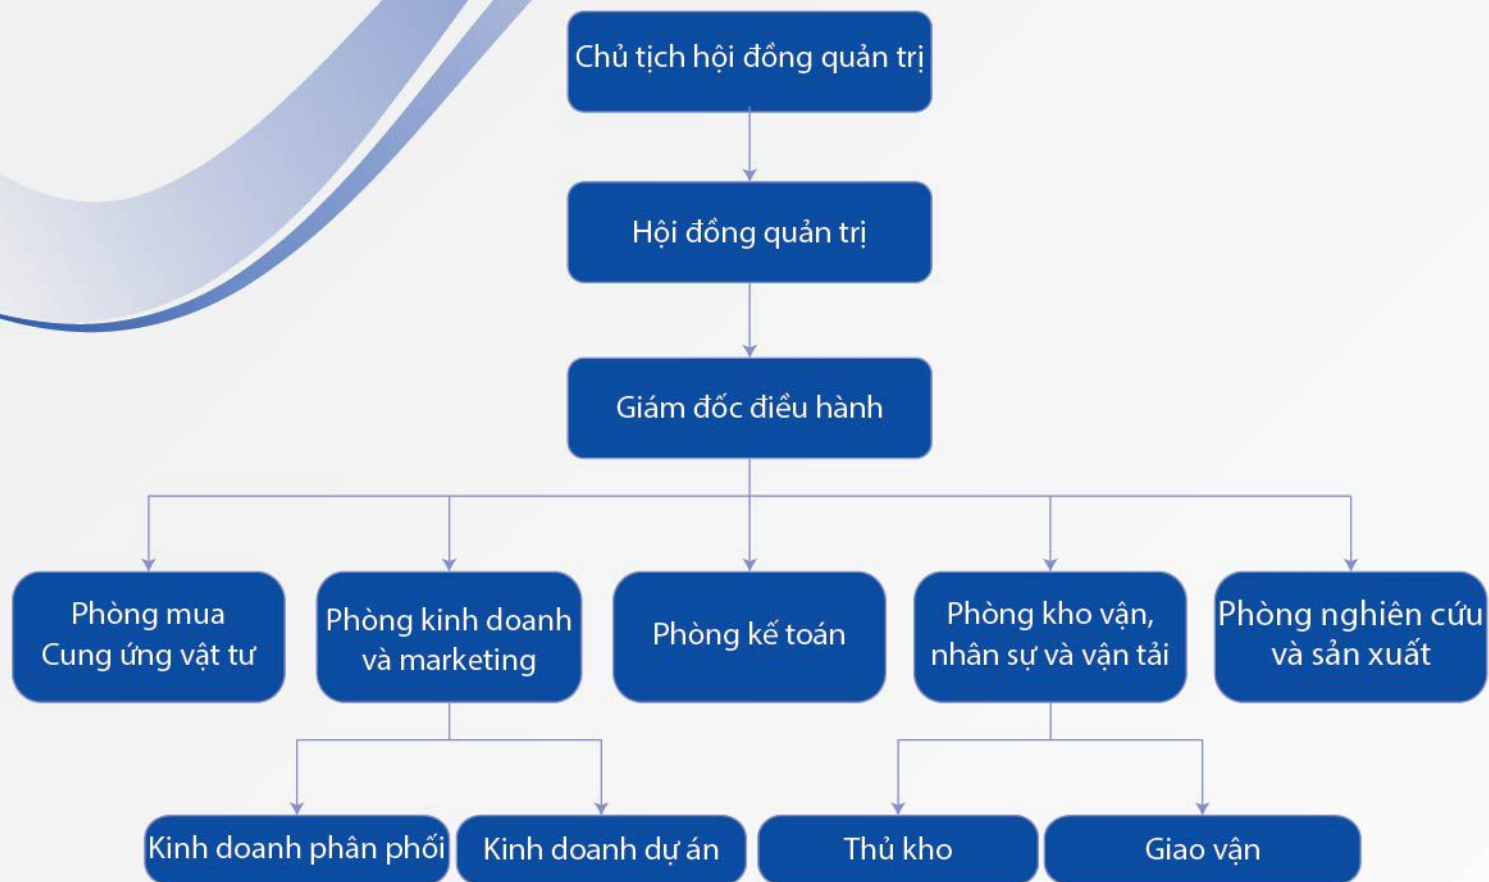 Chủ tịch hội đồng quản trị
Hội đồng quản trị
Giám đốc điều hành
Phòng mua
Cung ứng vật tư
Phòng kinh doanh
và marketing
Phòng kế toán
Phòng kho vận,
nhân sự và vận tải
Phòng nghiên cứu
và sản xuất
Kinh doanh phân phối
Kinh doanh dự án
Thủ kho
Giao vận